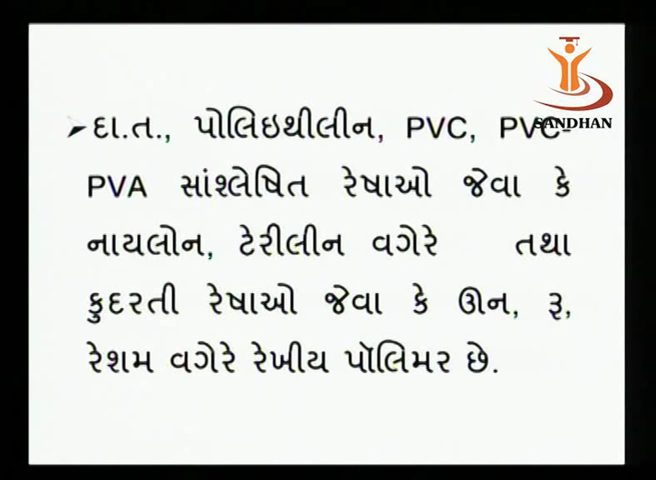 દા.ત., પોલિઇથીલીન, PVC, PVC-
PVA સાંશ્લેષિત રેષાઓ જેવા કે
નાયલોન, ટેરીલીન વગેરે તથા
કુદરતી રેષાઓ જેવા કે ઊન, રૂ,
રેશમ વગેરે રેખીય પૉલિમર છે.
SANDHAN